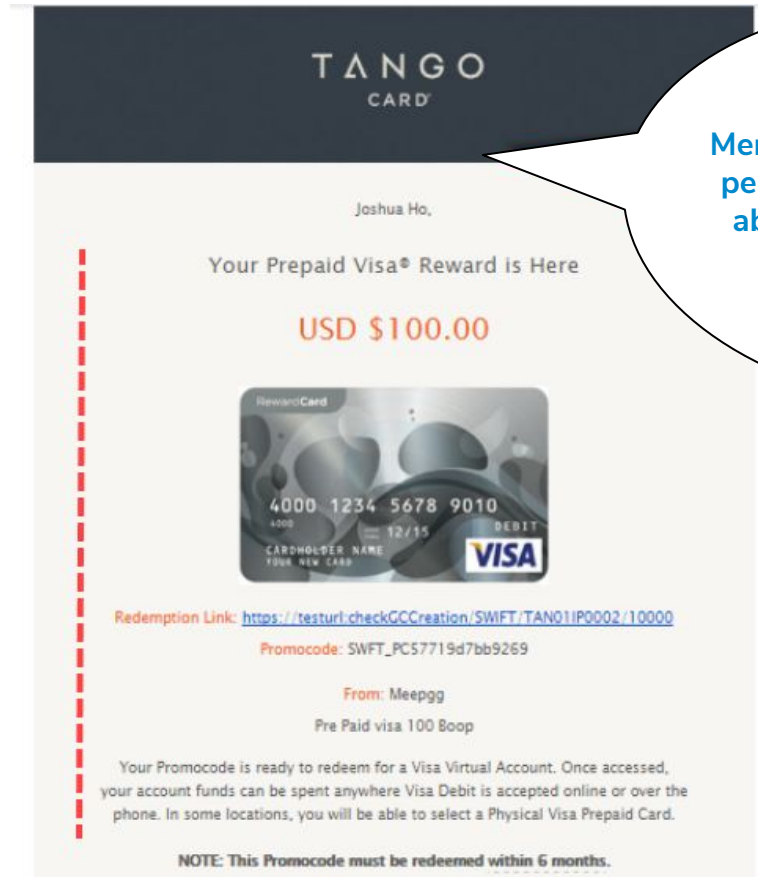 TANGO
CARD
Joshua Ho,
Your Prepaid Visa® Reward is Here
USD $100.00
RewardCard
4000 1234 5678 9010
4000
12/15
DEBIT
CARDHOLDER NAME
YOUR NEW CARD
VISA
Redemption Link: https://testurl:checkGCCreation/SWIFT/TAN01IP0002/10000
Promocode: SWFT_PC57719d7bb9269
From: Meepgg
Pre Paid visa 100 Boop
Your Promocode is ready to redeem for a Visa Virtual Account. Once accessed,
your account funds can be spent anywhere Visa Debit is accepted online or over the
phone. In some locations, you will be able to select a Physical Visa Prepaid Card.
NOTE: This Promocode must be redeemed within 6 months.